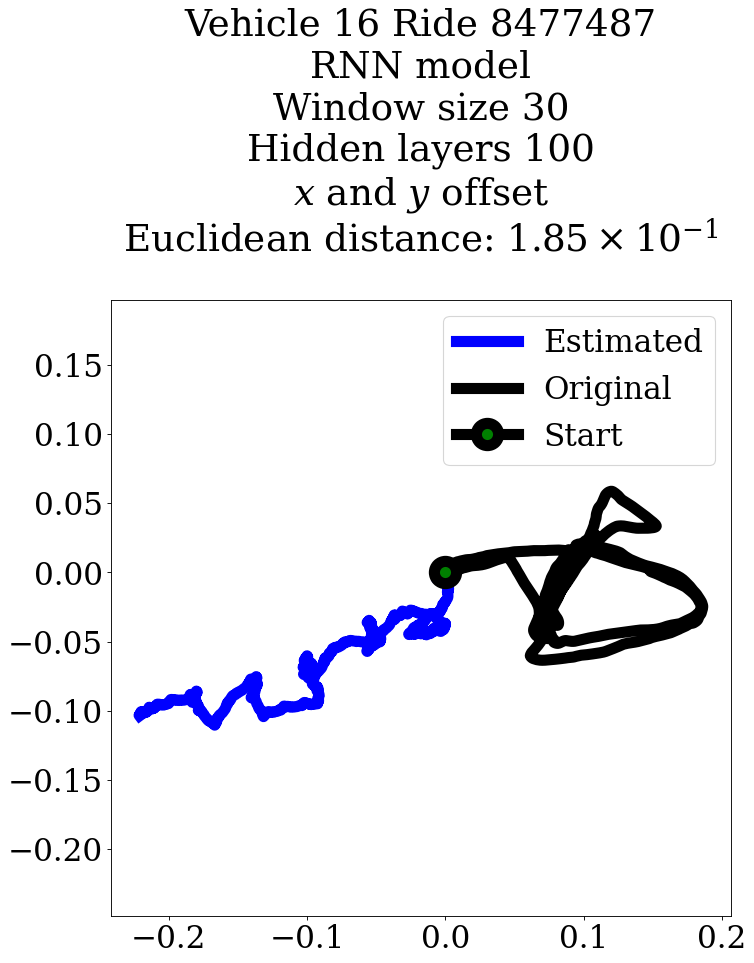 Vehicle 16 Ride 8477487
RNN model
Window size 30
Hidden layers 100
x and y offset
Euclidean distance: 1.85 × 10⁻¹
Estimated
Original
Start
0.15
0.10
0.05
0.00
−0.05
−0.10
−0.15
−0.20
−0.2
−0.1
0.0
0.1
0.2